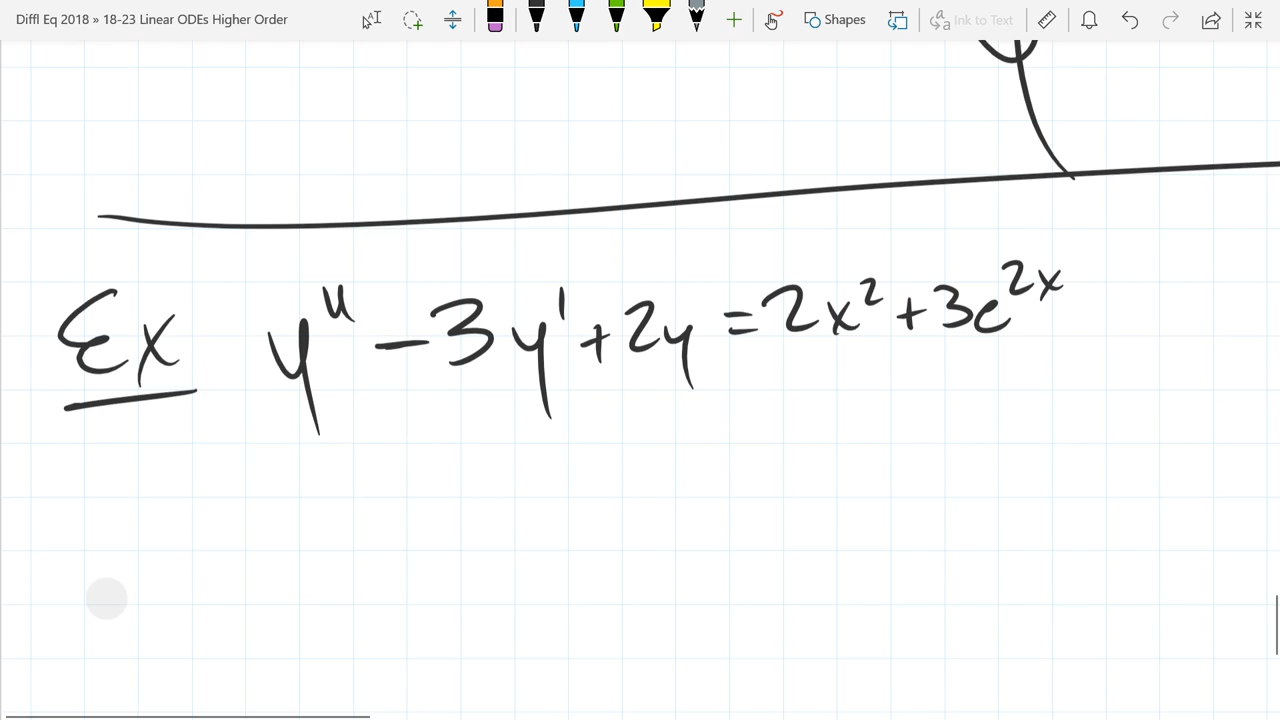 Diffl Eq 2018 » 18-23 Linear ODEs Higher Order
Shapes
Ink to Text
Ex y'' - 3y' + 2y = 2x² + 3e^{2x}